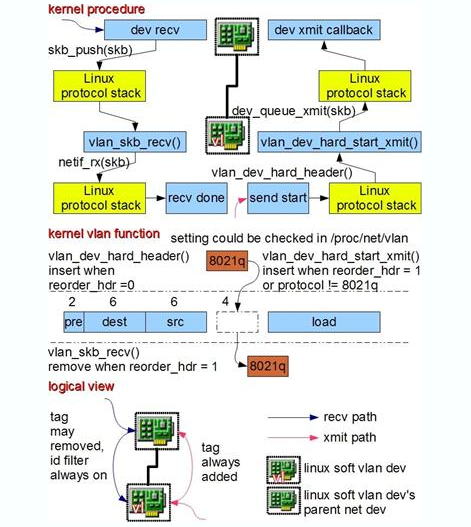 kernel procedure
dev recv
dev xmit callback
skb_push(skb)
Linux
protocol stack
Linux
protocol stack
vl
dev_queue_xmit(skb)
vlan_skb_recv()
vlan_dev_hard_start_xmit()
netif_rx(skb)
vlan_dev_hard_header()
Linux
protocol stack
recv done
send start
Linux
protocol stack
kernel vlan function
setting could be checked in /proc/net/vlan
vlan_dev_hard_header()
insert when
reorder_hdr =0
8021q
vlan_dev_hard_start_xmit()
insert when reorder_hdr = 1
or protocol != 8021q
2 6 6 4
pre dest src load
vlan_skb_recv()
remove when reorder_hdr = 1
8021q
logical view
tag
may
removed,
id filter
always on
tag
always
added
vl
recv path
xmit path
vl
linux soft vlan dev
linux soft vlan dev's
parent net dev